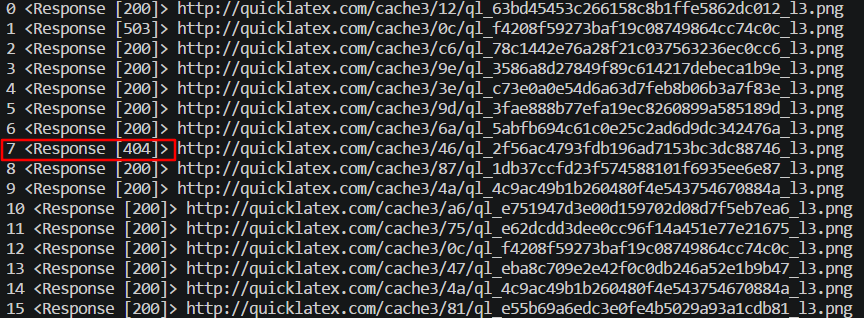 0 <Response [200]> http://quicklatex.com/cache3/12/ql_63bd45453c266158c8b1ffe5862dc012_l3.png
1 <Response [503]> http://quicklatex.com/cache3/0c/ql_f4208f59273baf19c08749864cc74c0c_l3.png
2 <Response [200]> http://quicklatex.com/cache3/c6/ql_78c1442e76a28f21c037563236ec0cc6_l3.png
3 <Response [200]> http://quicklatex.com/cache3/9e/ql_3586a8d27849f89c614217debeca1b9e_l3.png
4 <Response [200]> http://quicklatex.com/cache3/3e/ql_c73e0a0e54d6a63d7feb8b06b3a7f83e_l3.png
5 <Response [200]> http://quicklatex.com/cache3/9d/ql_3fae888b77efa19ec8260899a585189d_l3.png
6 <Response [200]> http://quicklatex.com/cache3/6a/ql_5abfb694c61c0e25c2ad6d9dc342476a_l3.png
7 <Response [404]> http://quicklatex.com/cache3/46/ql_2f56ac4793fdb196ad7153bc3dc88746_l3.png
8 <Response [200]> http://quicklatex.com/cache3/87/ql_1db37ccfd23f574588101f6935ee6e87_l3.png
9 <Response [200]> http://quicklatex.com/cache3/4a/ql_4c9ac49b1b260480f4e543754670884a_l3.png
10 <Response [200]> http://quicklatex.com/cache3/a6/ql_e751947d3e00d159702d08d7f5eb7ea6_l3.png
11 <Response [200]> http://quicklatex.com/cache3/75/ql_e62dcdd3dee0cc96f14a451e77e21675_l3.png
12 <Response [200]> http://quicklatex.com/cache3/0c/ql_f4208f59273baf19c08749864cc74c0c_l3.png
13 <Response [200]> http://quicklatex.com/cache3/47/ql_eba8c709e2e42f0c0db246a52e1b9b47_l3.png
14 <Response [200]> http://quicklatex.com/cache3/4a/ql_4c9ac49b1b260480f4e543754670884a_l3.png
15 <Response [200]> http://quicklatex.com/cache3/81/ql_e55b69a6edc3e0fe4b5029a93a1cdb81_l3.png